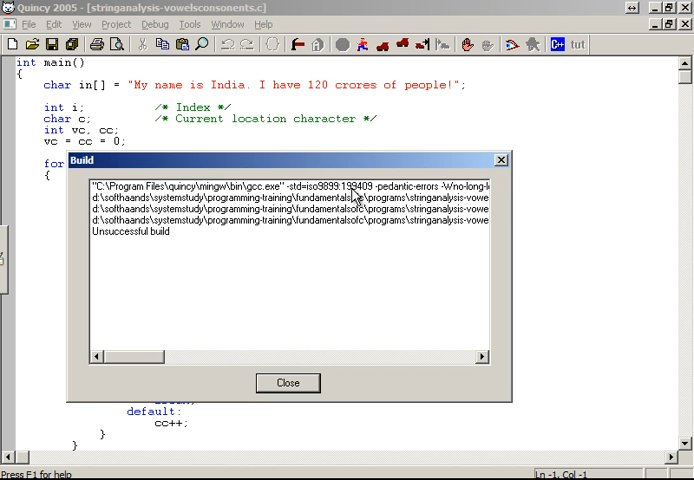 Quincy 2005 - [stringanalysis-vowelsconsonents.c]
File Edit View Project Debug Tools Window Help
C++ tut
int main()
{
char in[] = "My name is India. I have 120 crores of people!";
int i; /* Index */
char c; /* Current location character */
int vc, cc;
vc = cc = 0;
for
{
Build
"C:\Program Files\quincy\mingw\bin\gcc.exe" -std=iso9899:199409 -pedantic-errors -Wno-long-l
d:\softhaands\systemstudy\programming-training\fundamentalsofc\programs\stringanalysis-vowe
d:\softhaands\systemstudy\programming-training\fundamentalsofc\programs\stringanalysis-vowe
d:\softhaands\systemstudy\programming-training\fundamentalsofc\programs\stringanalysis-vowe
Unsuccessful build
Close
default:
cc++;
}
}
Press F1 for help
Ln -1, Col -1